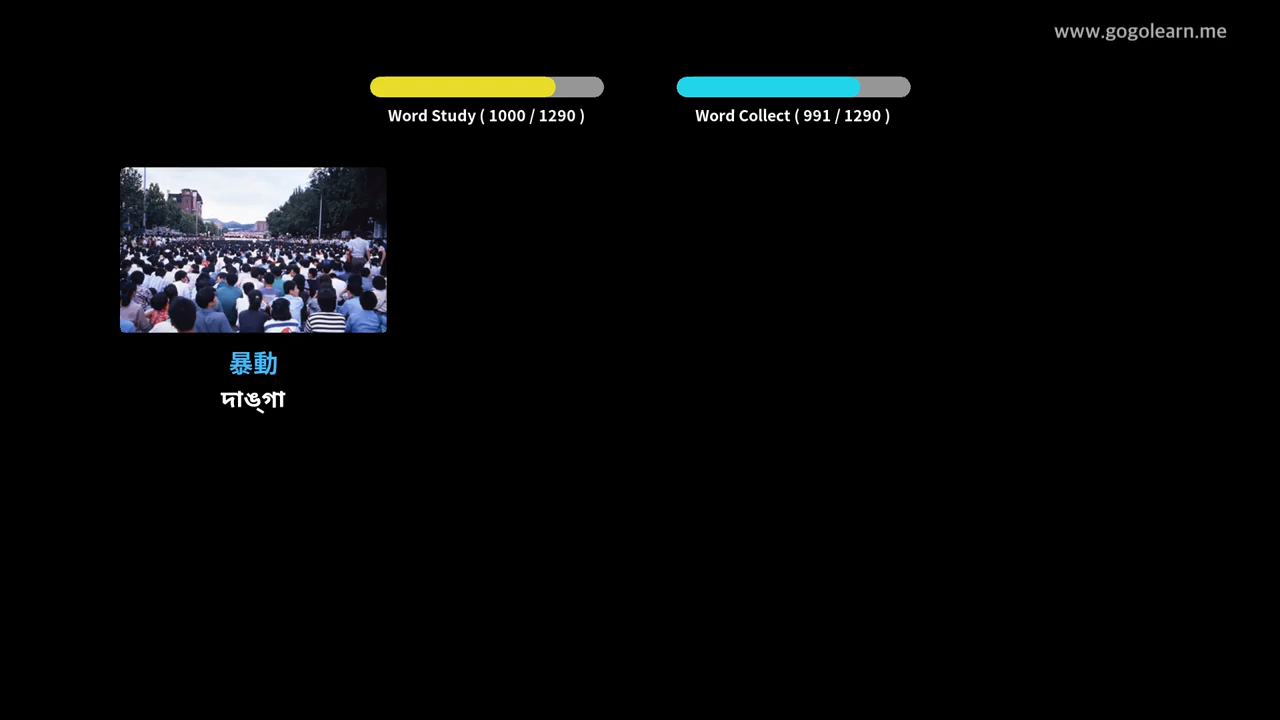 www.gogolearn.me
Word Study ( 1000 / 1290 )
Word Collect ( 991 / 1290 )
暴動
দাঙ্গা